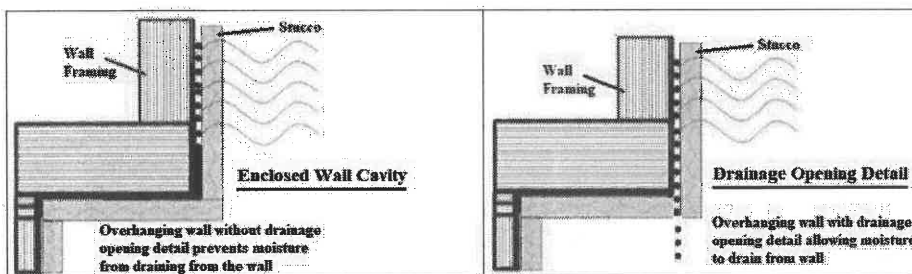 Stucco
Wall
Framing
Enclosed Wall Cavity
Overhanging wall without drainage
opening detail prevents moisture
from draining from the wall
Stucco
Wall
Framing
Drainage Opening Detail
Overhanging wall with drainage
opening detail allowing moisture
to drain from wall